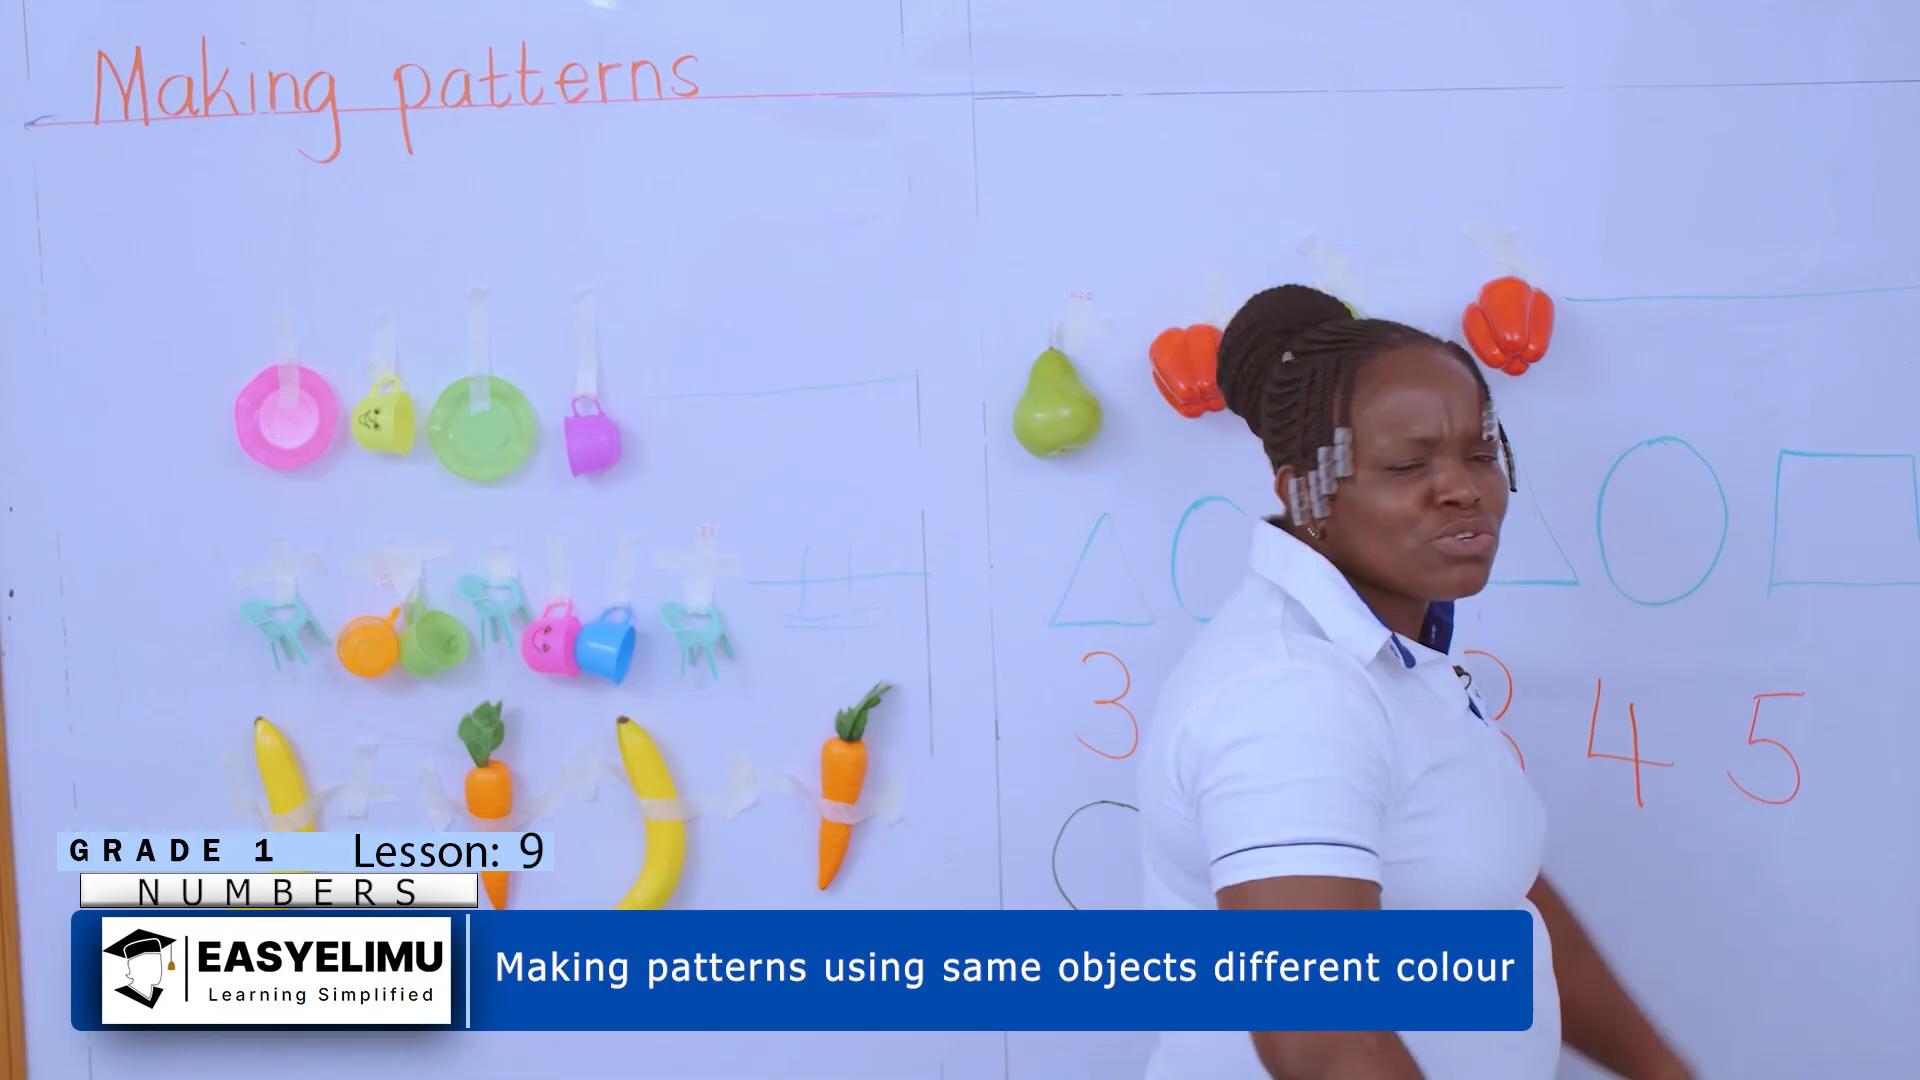 Making patterns
3
3 4 5
GRADE 1 Lesson: 9
NUMBERS
EASYELIMU
Learning Simplified
Making patterns using same objects different colour